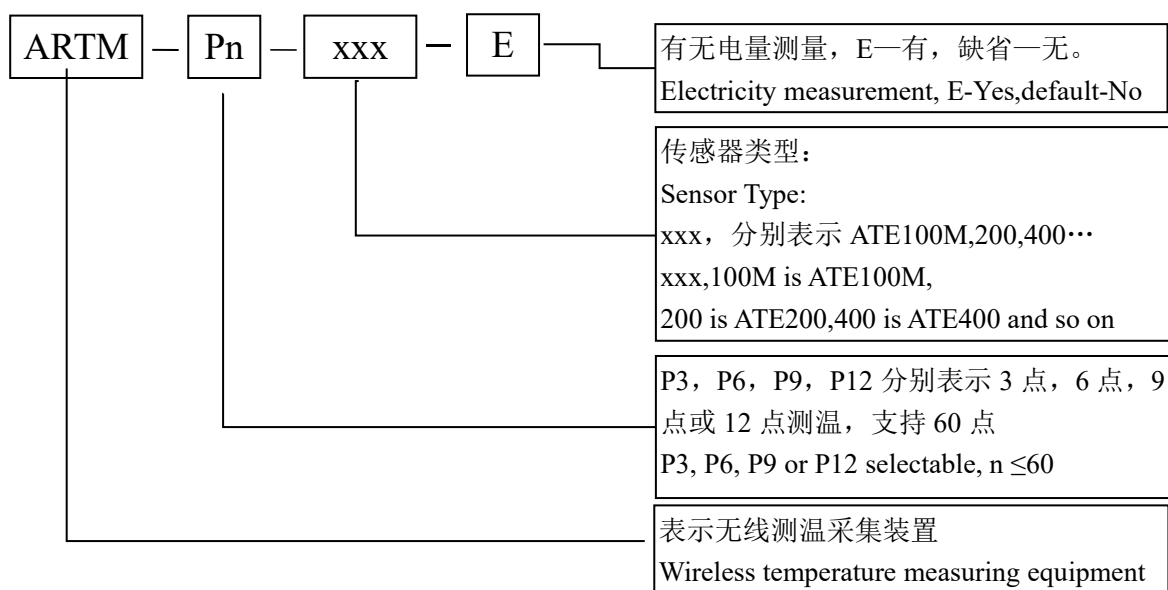 ARTM — Pn — xxx — E
有无电量测量，E—有，缺省—无。
Electricity measurement, E-Yes,default-No
传感器类型：
Sensor Type:
xxx，分别表示 ATE100M,200,400⋯
xxx,100M is ATE100M,
200 is ATE200,400 is ATE400 and so on
P3，P6，P9，P12 分别表示 3 点，6 点，9
点或 12 点测温，支持 60 点
P3, P6, P9 or P12 selectable, n ≤60
表示无线测温采集装置
Wireless temperature measuring equipment